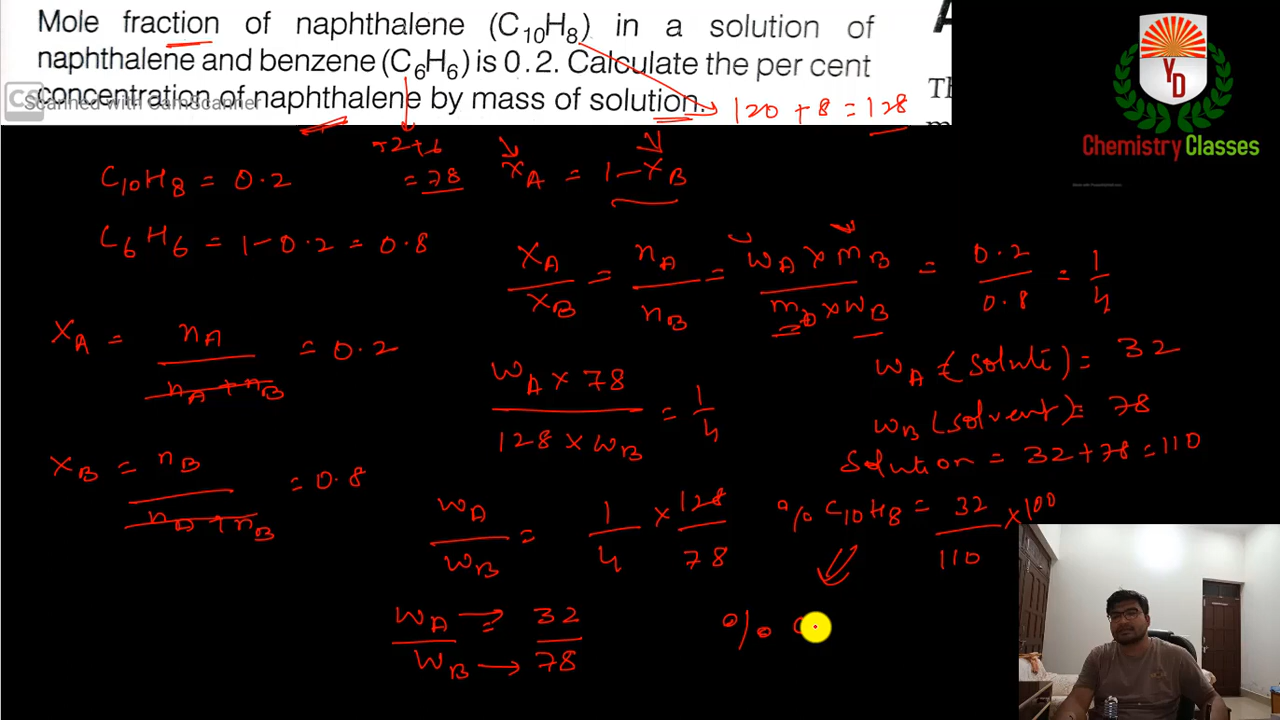 Mole fraction of naphthalene (C10H8) in a solution of
naphthalene and benzene (C6H6) is 0.2. Calculate the per cent
concentration of naphthalene by mass of solution.
CS Scanned with CamScanner
120 + 8 = 128
72+6
= 78
C10H8 = 0.2
C6H6 = 1 - 0.2 = 0.8
xA = 1 - xB
xA/xB = nA/nB = wA × mB / × wB = 0.2/0.8 = 1/4
xA = nA/(nA + nB) = 0.2
xB = nB/(nA + nB) = 0.8
wA × 78 / 128 × wB = 1/4
wA/wB = 1/4 × 128/78
wA/wB = 32/78
wA (soluti) = 32
wB (solvent) = 78
Solution = 32 + 78 = 110
% C10H8 = 32/110 × 100
%
YD
Chemistry Classes